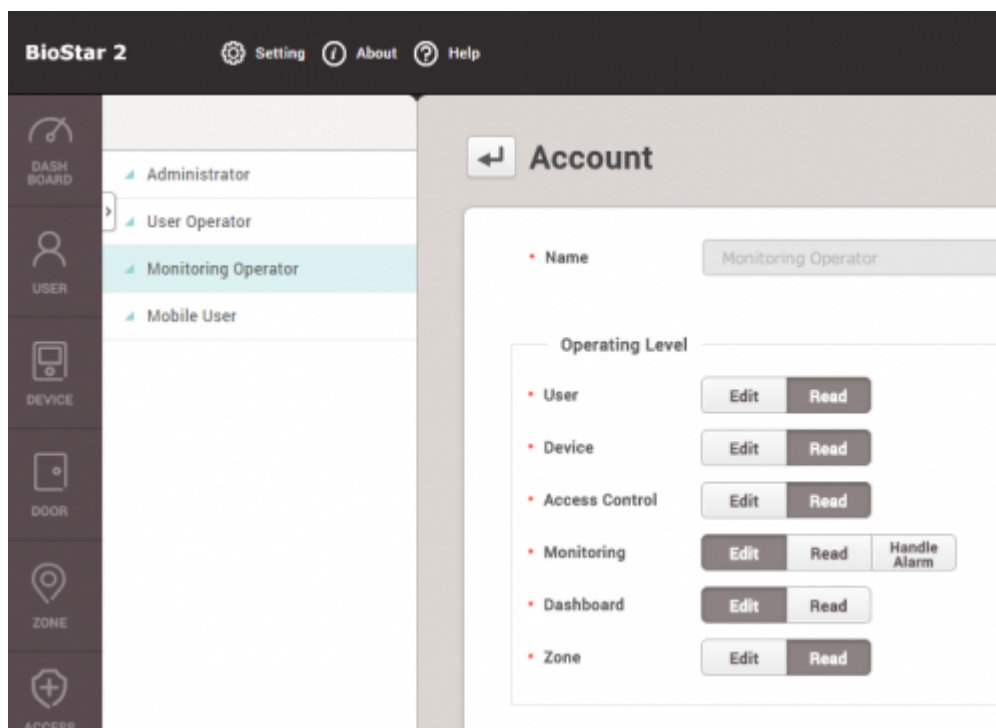 BioStar 2
Setting
About
Help
DASH
BOARD
USER
DEVICE
DOOR
ZONE
ACCESS
Administrator
User Operator
Monitoring Operator
Mobile User
Account
Name
Monitoring Operator
Operating Level
User
Edit
Read
Device
Edit
Read
Access Control
Edit
Read
Monitoring
Edit
Read
Handle
Alarm
Dashboard
Edit
Read
Zone
Edit
Read